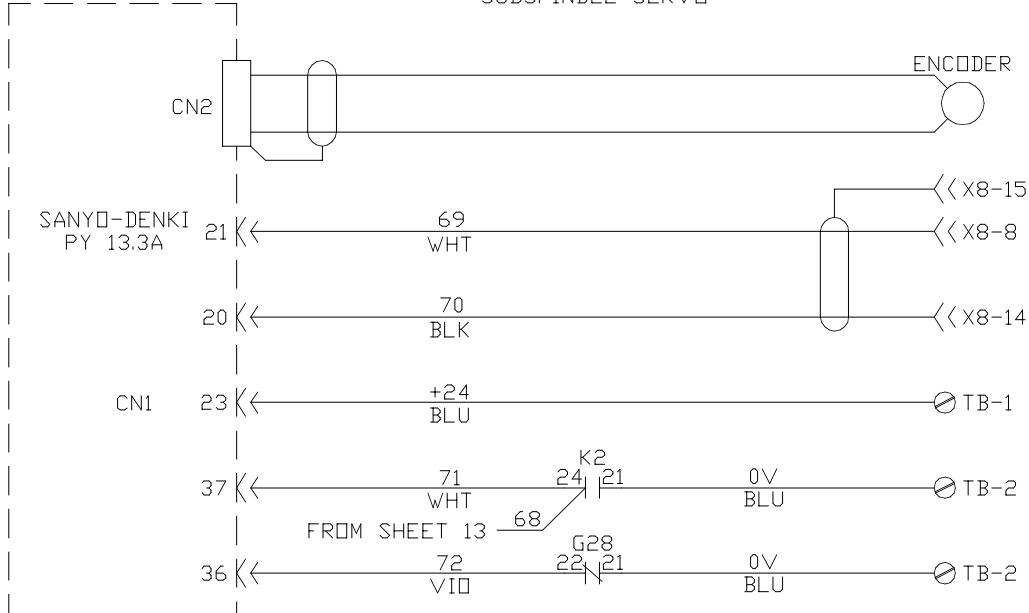 SUBSPINDLE SERVO
ENCODER
CN2
X8-15
SANYO-DENKI
PY 13.3A
21
69
WHT
X8-8
20
70
BLK
X8-14
CN1
23
+24
BLU
TB-1
K2
37
71
WHT
24
21
0V
BLU
TB-2
FROM SHEET 13
68
G28
36
72
VIO
22
21
0V
BLU
TB-2